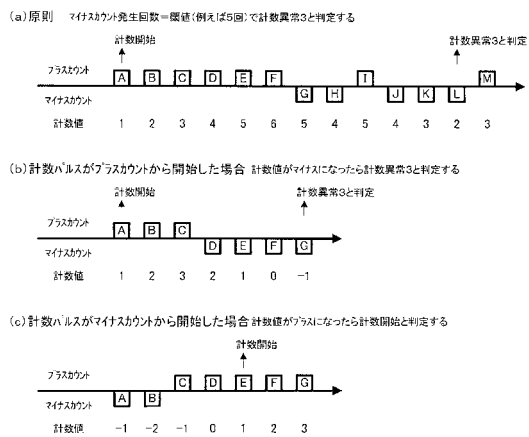 (a)原則 マイナスカウント発生回数=閾値(例えば5回)で計数異常3と判定する
計数開始 計数異常3と判定
プラスカウント A B C D E F I M
マイナスカウント G H J K L
計数値 1 2 3 4 5 6 5 4 5 4 3 2 3
(b)計数パルスがプラスカウントから開始した場合 計数値がマイナスになったら計数異常3と判定する
計数開始 計数異常3と判定
プラスカウント A B C
マイナスカウント D E F G
計数値 1 2 3 2 1 0 -1
(c)計数パルスがマイナスカウントから開始した場合 計数値がプラスになったら計数開始と判定する
計数開始
プラスカウント C D E F G
マイナスカウント A B
計数値 -1 -2 -1 0 1 2 3